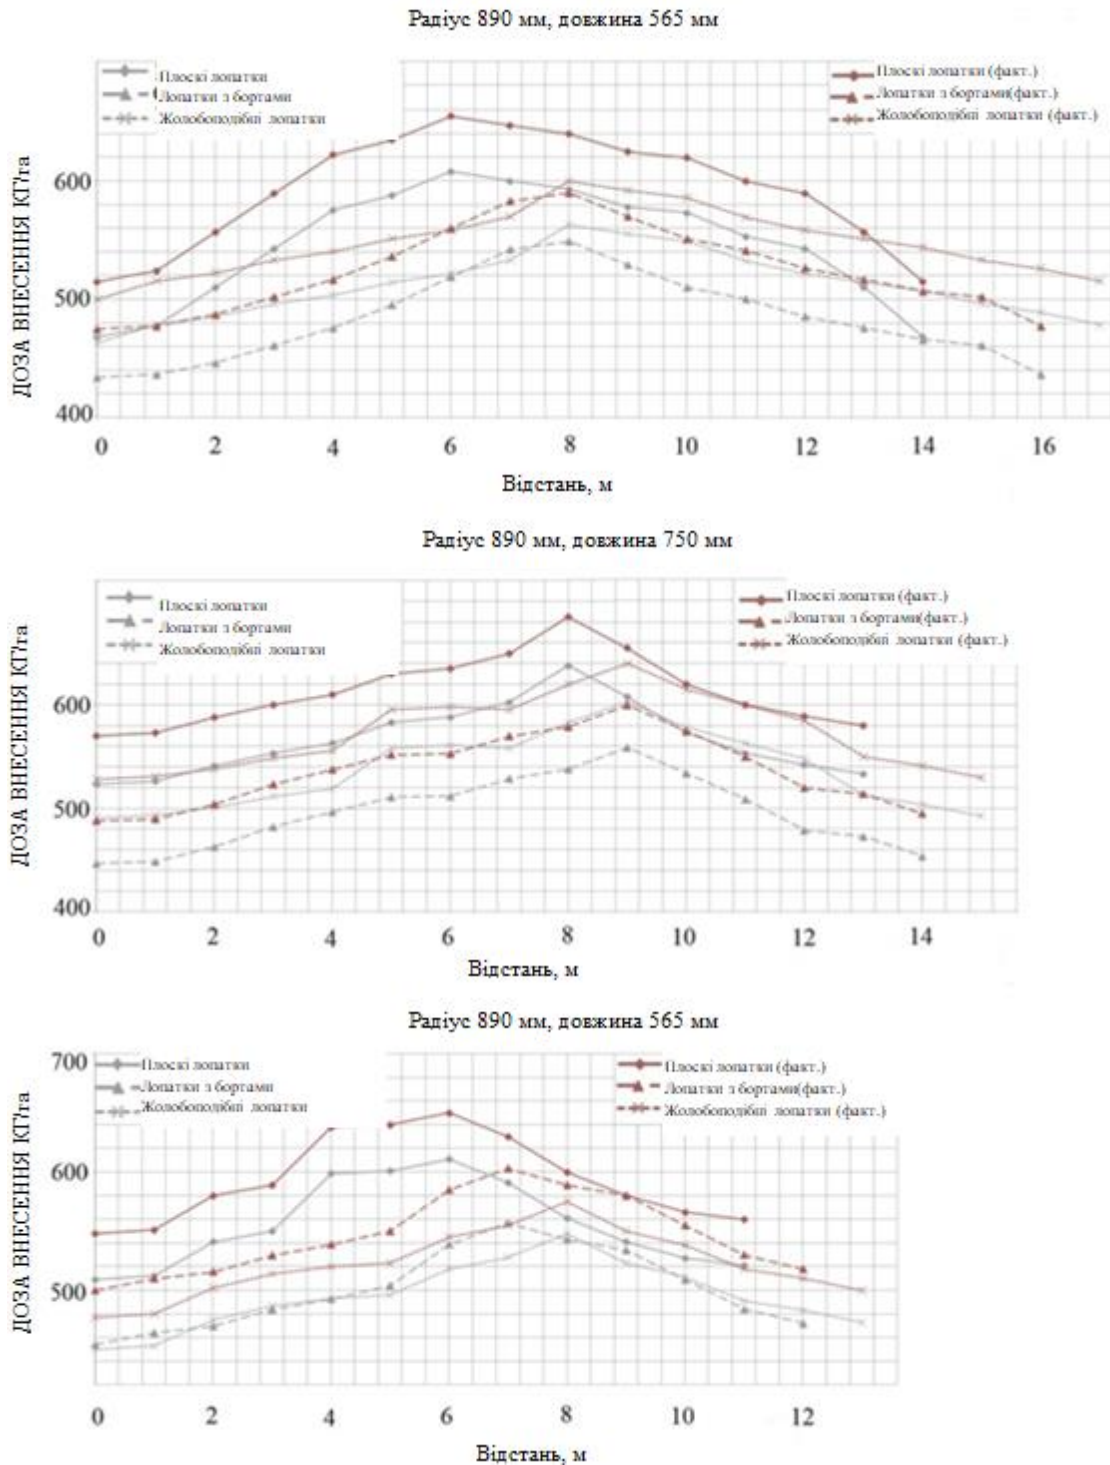 Радіус 890 мм, довжина 565 мм
Плоскі лопатки
Лопатки з бортами
Жолобоподібні лопатки
Плоскі лопатки (факт.)
Лопатки з бортами(факт.)
Жолобоподібні лопатки (факт.)
ДОЗА ВНЕСЕННЯ КГ/га
600
500
400
0 2 4 6 8 10 12 14 16
Відстань, м
Радіус 890 мм, довжина 750 мм
Плоскі лопатки
Лопатки з бортами
Жолобоподібні лопатки
Плоскі лопатки (факт.)
Лопатки з бортами(факт.)
Жолобоподібні лопатки (факт.)
ДОЗА ВНЕСЕННЯ КГ/га
600
500
400
0 2 4 6 8 10 12 14
Відстань, м
Радіус 890 мм, довжина 565 мм
Плоскі лопатки
Лопатки з бортами
Жолобоподібні лопатки
Плоскі лопатки (факт.)
Лопатки з бортами(факт.)
Жолобоподібні лопатки (факт.)
ДОЗА ВНЕСЕННЯ КГ/га
700
600
500
0 2 4 6 8 10 12
Відстань, м